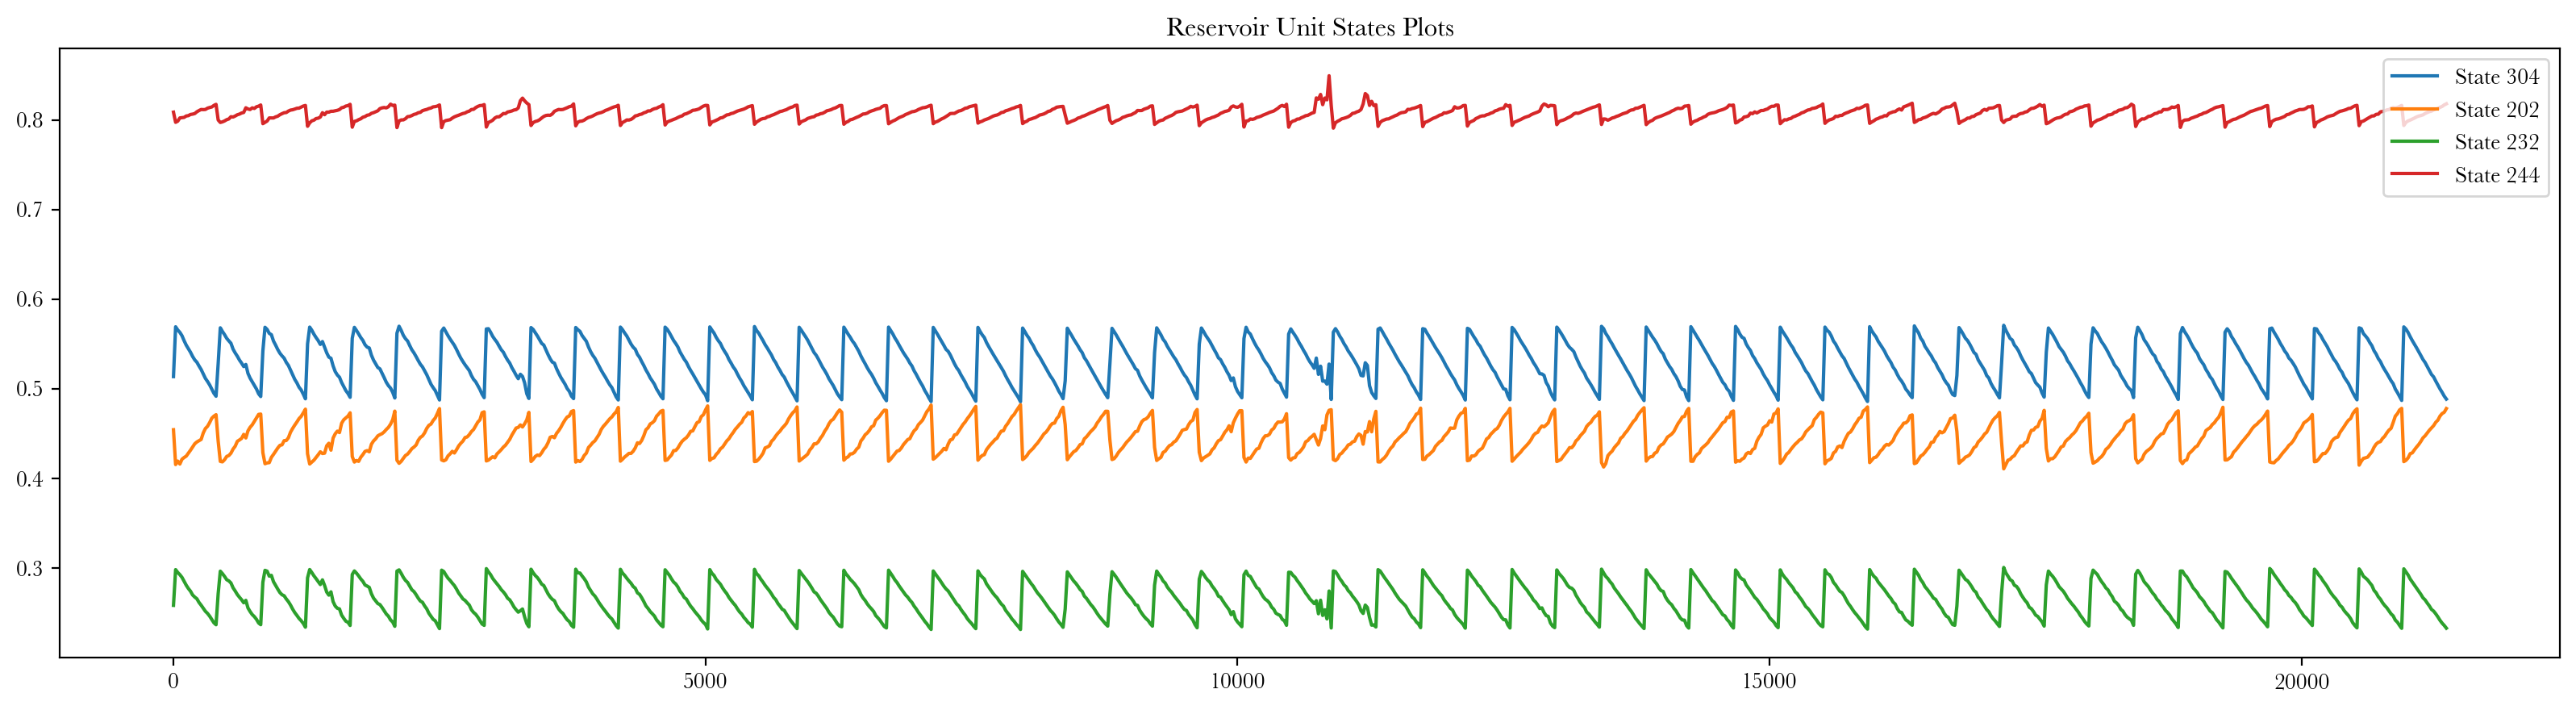 Reservoir Unit States Plots
State 304
State 202
State 232
State 244
0.8
0.7
0.6
0.5
0.4
0.3
0 5000 10000 15000 20000